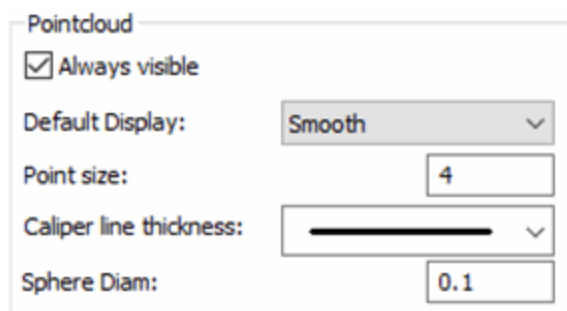 Pointcloud
Always visible
Default Display: Smooth
Point size: 4
Caliper line thickness:
Sphere Diam: 0.1